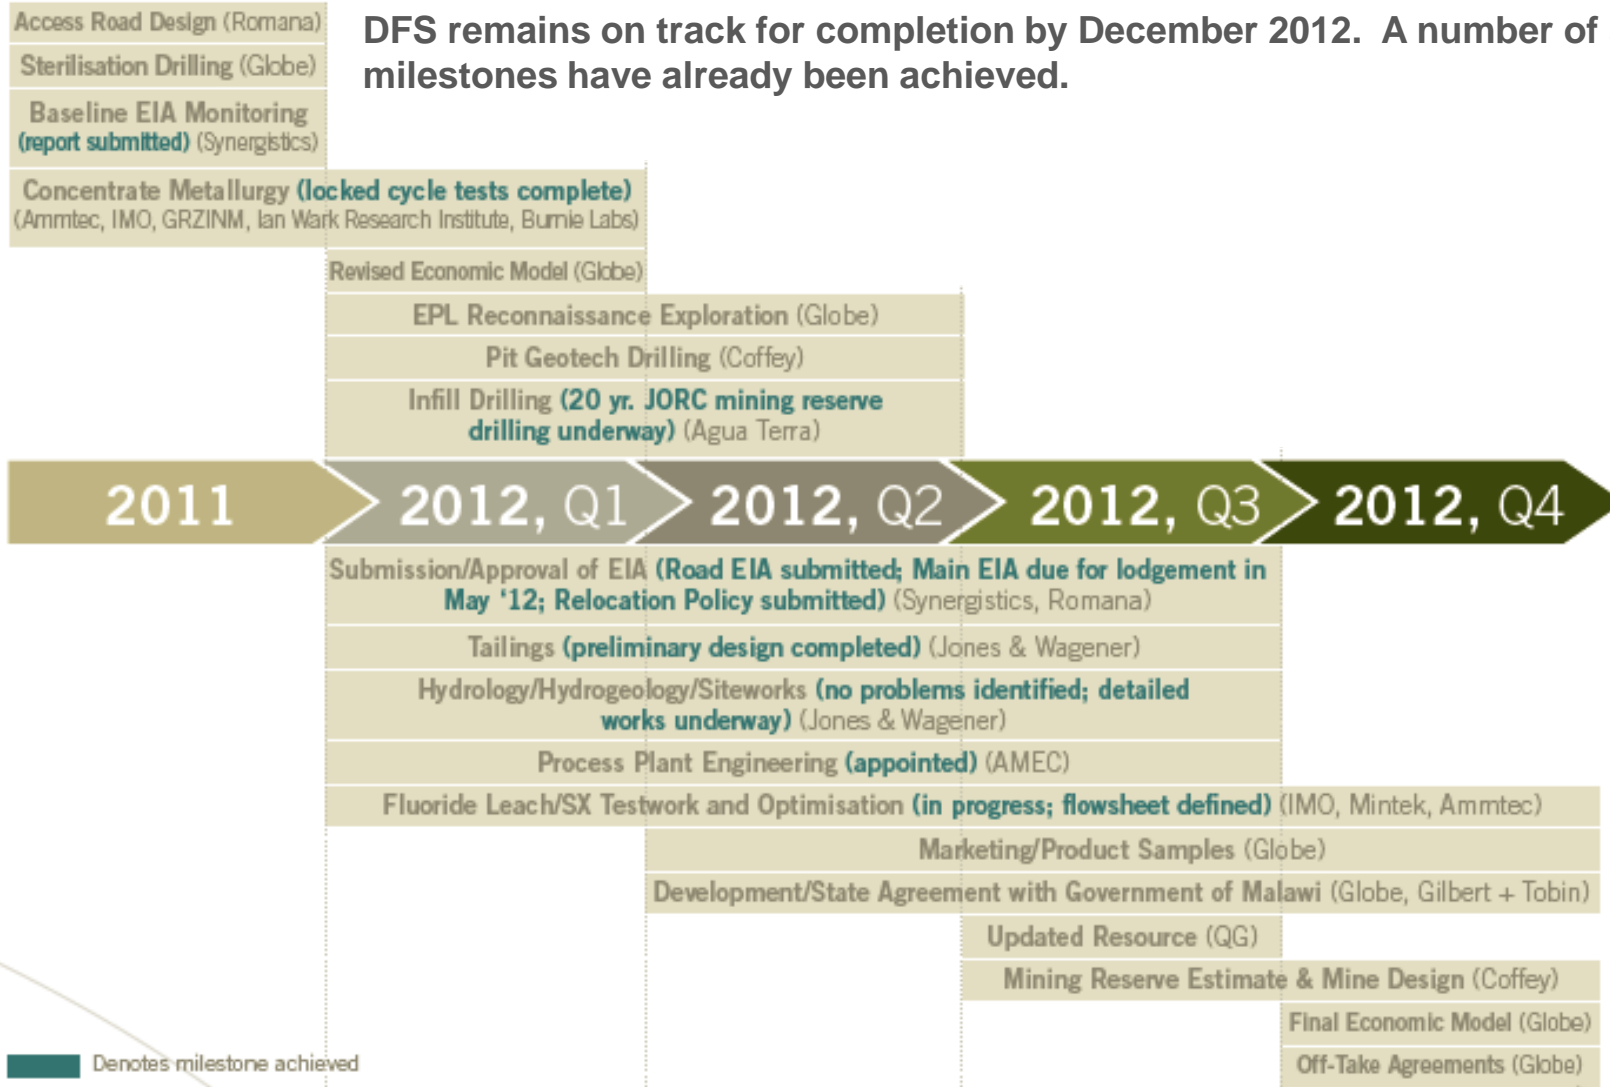 Access Road Design (Romana)
DFS remains on track for completion by December 2012. A number of
milestones have already been achieved.
Sterilisation Drilling (Globe)
Baseline EIA Monitoring
(report submitted) (Synergistics)
Concentrate Metallurgy (locked cycle tests complete)
(Ammtec, IMO, GRZINM, Ian Wark Research Institute, Burnie Labs)
Revised Economic Model (Globe)
EPL Reconnaissance Exploration (Globe)
Pit Geotech Drilling (Coffey)
Infill Drilling (20 yr. JORC mining reserve
drilling underway) (Agua Terra)
2011
2012, Q1
2012, Q2
2012, Q3
2012, Q4
Submission/Approval of EIA (Road EIA submitted; Main EIA due for lodgement in
May ‘12; Relocation Policy submitted) (Synergistics, Romana)
Tailings (preliminary design completed) (Jones & Wagener)
Hydrology/Hydrogeology/Siteworks (no problems identified; detailed
works underway) (Jones & Wagener)
Process Plant Engineering (appointed) (AMEC)
Fluoride Leach/SX Testwork and Optimisation (in progress; flowsheet defined) (IMO, Mintek, Ammtec)
Marketing/Product Samples (Globe)
Development/State Agreement with Government of Malawi (Globe, Gilbert + Tobin)
Updated Resource (QG)
Mining Reserve Estimate & Mine Design (Coffey)
Final Economic Model (Globe)
Off-Take Agreements (Globe)
Denotes milestone achieved